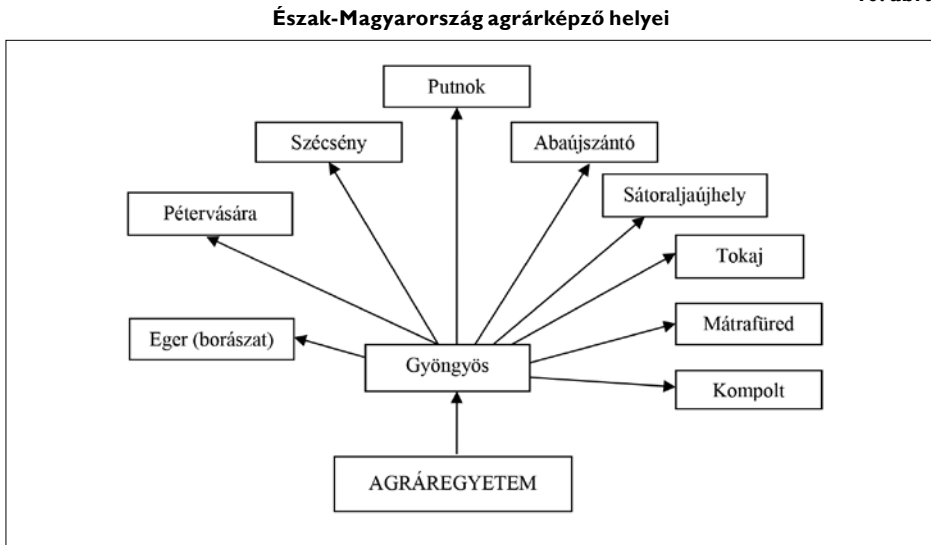 Észak-Magyarország agrárképző helyei
Putnok
Szécsény
Abaújszántó
Sátoraljaújhely
Pétervására
Tokaj
Mátrafüred
Eger (borászat)
Gyöngyös
Kompolt
AGRÁREGYETEM